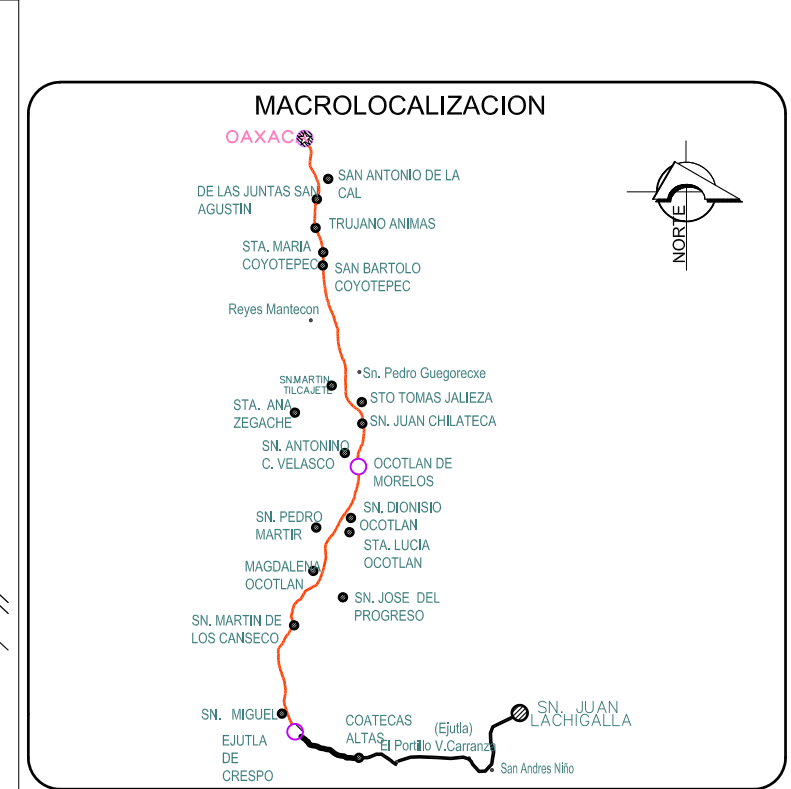 MACROLOCALIZACION
OAXAC
SAN ANTONIO DE LA
CAL
DE LAS JUNTAS SAN
AGUSTIN
TRUJANO ANIMAS
STA. MARIA
COYOTEPEC
SAN BARTOLO
COYOTEPEC
NORTE
Reyes Mantecon
Sn. Pedro Guegorecxe
SN.MARTIN
TILCAJETE
STO TOMAS JALIEZA
STA. ANA
ZEGACHE
SN. JUAN CHILATECA
SN. ANTONINO
C. VELASCO
OCOTLAN DE
MORELOS
SN. DIONISIO
OCOTLAN
SN. PEDRO
MARTIR
STA. LUCIA
OCOTLAN
MAGDALENA
OCOTLAN
SN. JOSE DEL
PROGRESO
SN. MARTIN DE
LOS CANSECO
SN. MIGUEL
SN. JUAN
LACHIGALLA
COATECAS
ALTAS
(Ejutla)
El Portillo V.Carranza
EJUTLA
DE
CRESPO
San Andres Niño